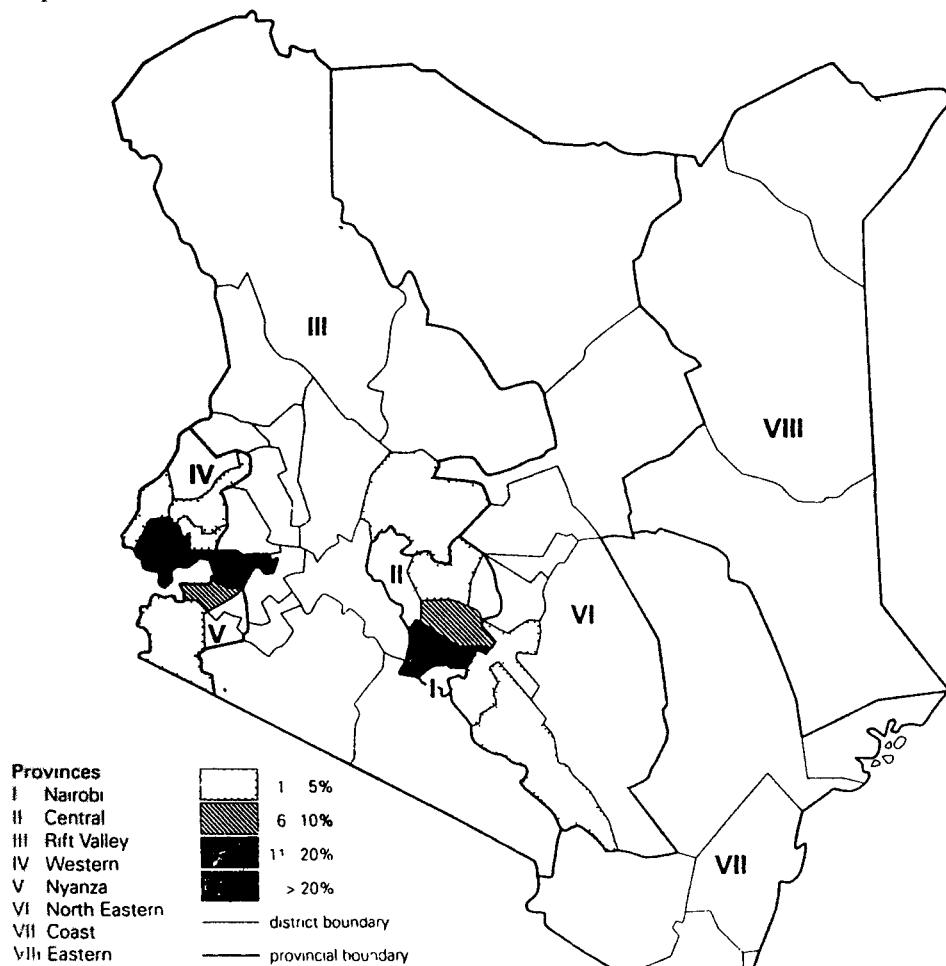 III
VIII
IV
II
VI
V
I
VII
Provinces
I Nairobi
II Central
III Rift Valley
IV Western
V Nyanza
VI North Eastern
VII Coast
VIII Eastern
1 5%
6 10%
11 20%
> 20%
district boundary
provincial boundary